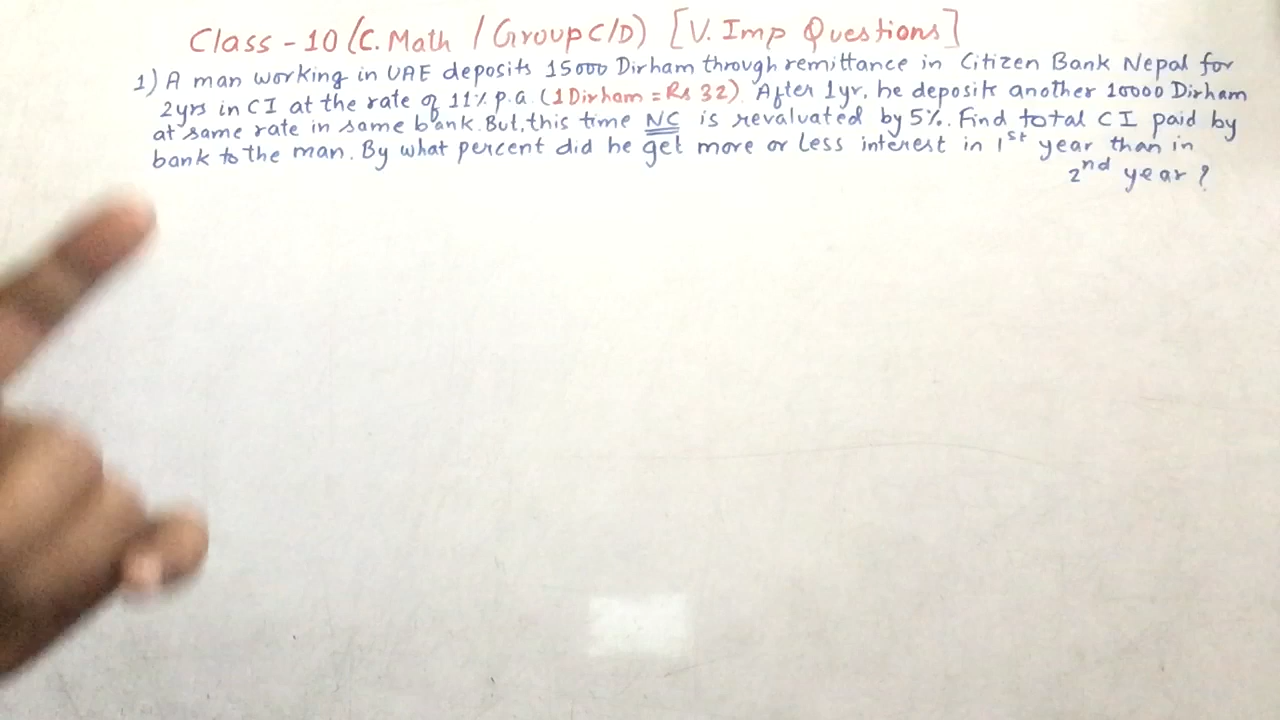 Class - 10 (C. Math / Group C/D) [V. Imp Questions]
1) A man working in UAE deposits 15000 Dirham through remittance in Citizen Bank Nepal for
2yrs in CI at the rate of 11% p.a. (1 Dirham = Rs 32). After 1yr, he deposits another 10000 Dirham
at same rate in same bank. But, this time NC is revaluated by 5%. Find total CI paid by
bank to the man. By what percent did he get more or less interest in 1st year than in
2nd year?